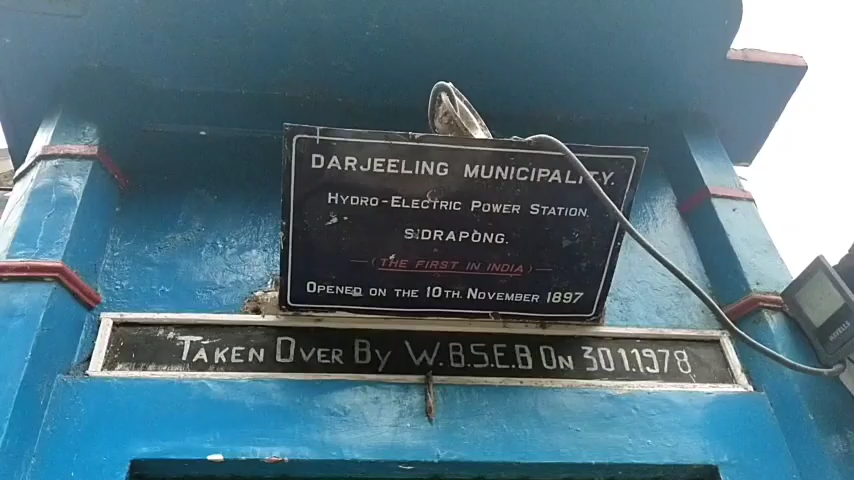 DARJEELING MUNICIPALITY.
HYDRO-ELECTRIC POWER STATION.
SIDRAPONG.
(THE FIRST IN INDIA)
OPENED ON THE 10TH. NOVEMBER 1897
TAKEN OVER BY W.B.S.E.B ON 30.1.1978
HAVELLS